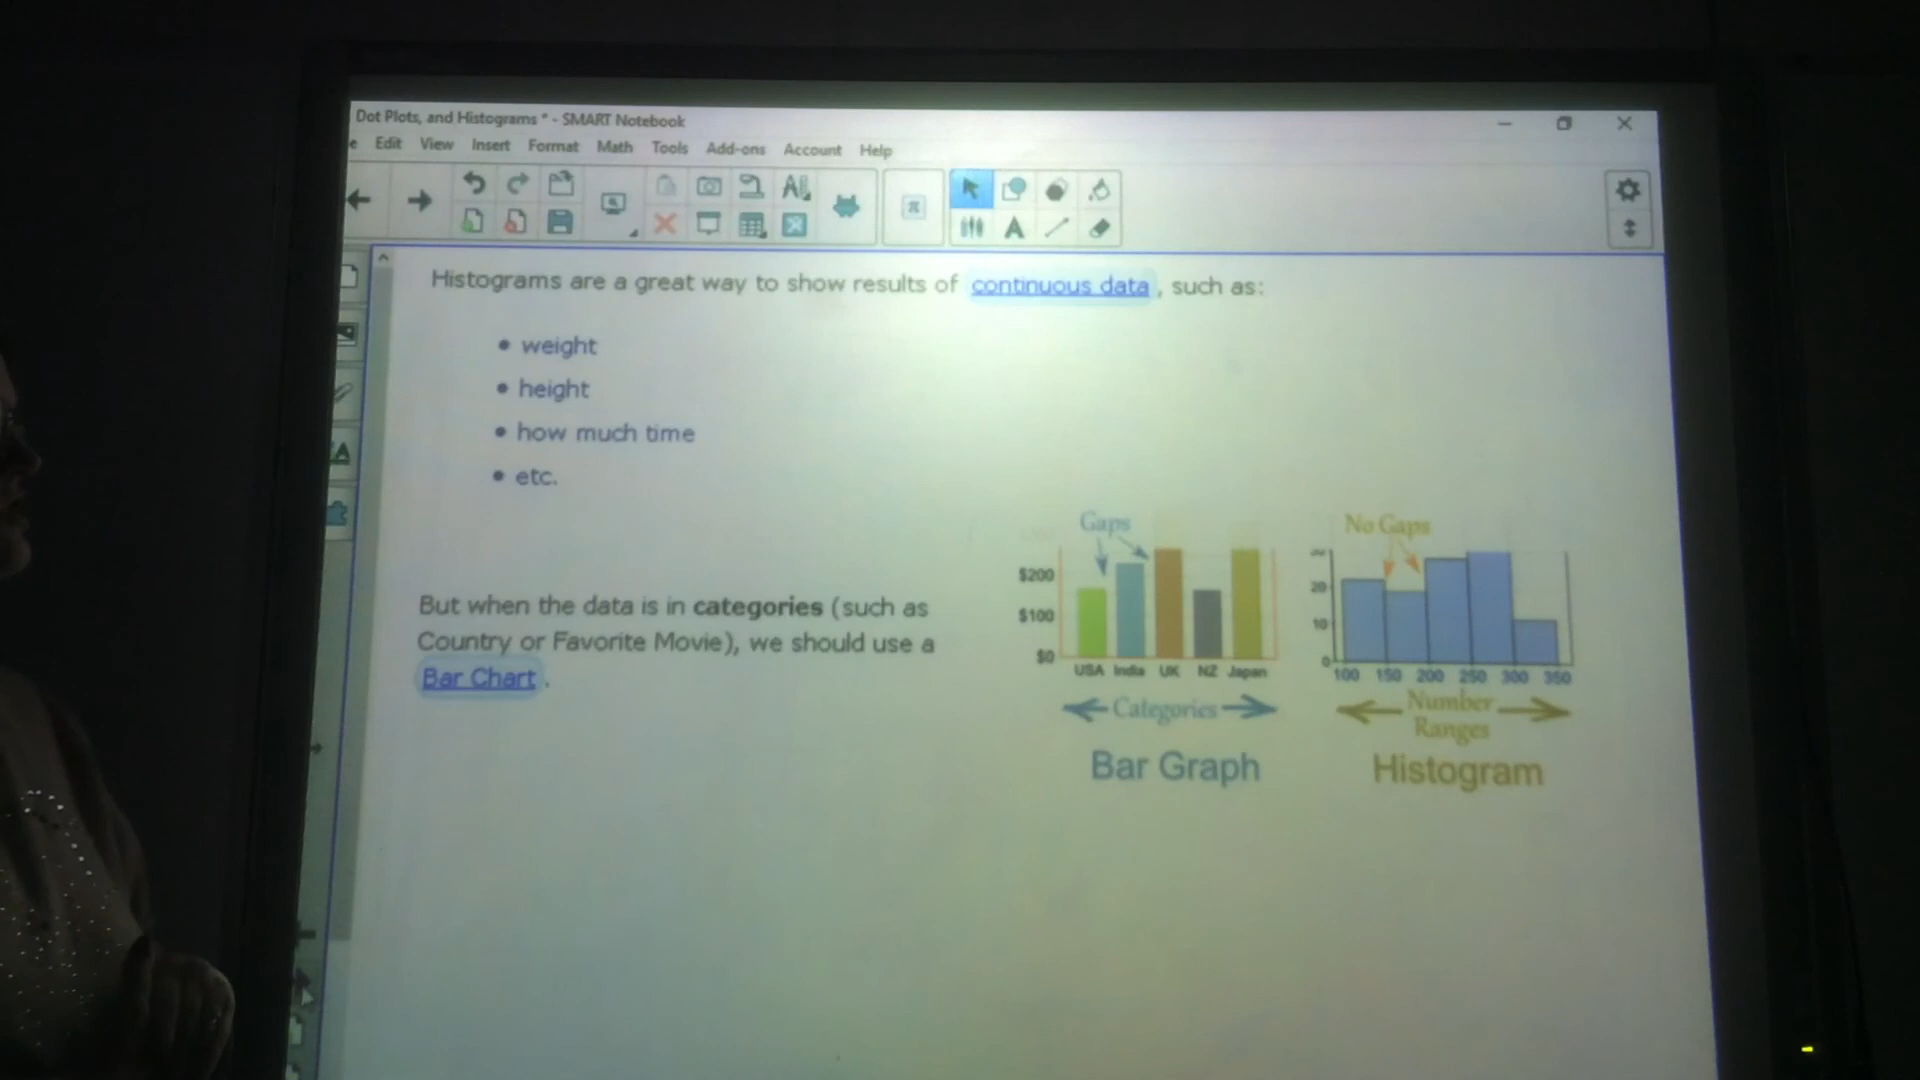 Dot Plots, and Histograms * - SMART Notebook
e Edit View Insert Format Math Tools Add-ons Account Help
Histograms are a great way to show results of continuous data , such as:
• weight
• height
• how much time
• etc.
But when the data is in categories (such as
Country or Favorite Movie), we should use a
Bar Chart .
Gaps
$200
$100
$0
USA India UK NZ Japan
Categories
Bar Graph
No Gaps
20
10
0
100 150 200 250 300 350
Number
Ranges
Histogram